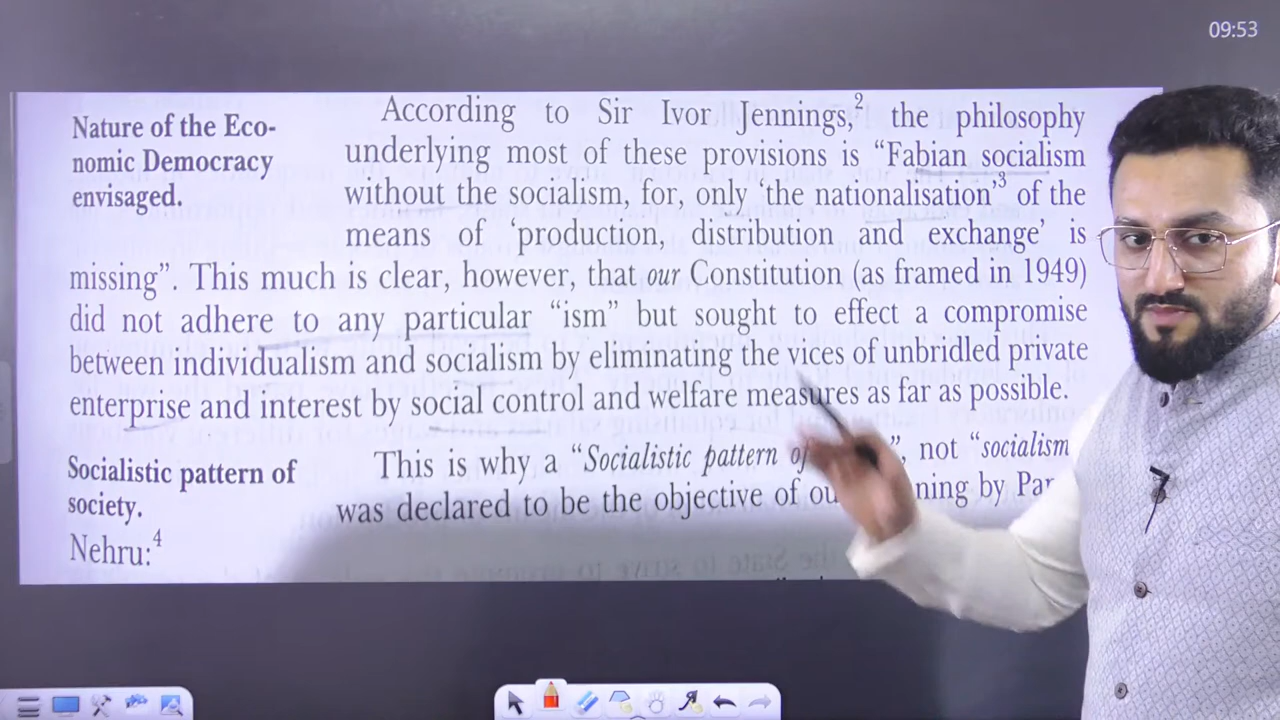 09:53
According to Sir Ivor Jennings,2 the philosophy
Nature of the Eco-
underlying most of these provisions is “Fabian socialism
nomic Democracy
without the socialism, for, only ‘the nationalisation’3 of the
envisaged.
means of ‘production, distribution and exchange’ is
missing”. This much is clear, however, that our Constitution (as framed in 1949)
did not adhere to any particular “ism” but sought to effect a compromise
between individualism and socialism by eliminating the vices of unbridled private
enterprise and interest by social control and welfare measures as far as possible.
Socialistic pattern of
This is why a “Socialistic pattern of ”, not “socialism
society.
was declared to be the objective of ning by
Nehru:4